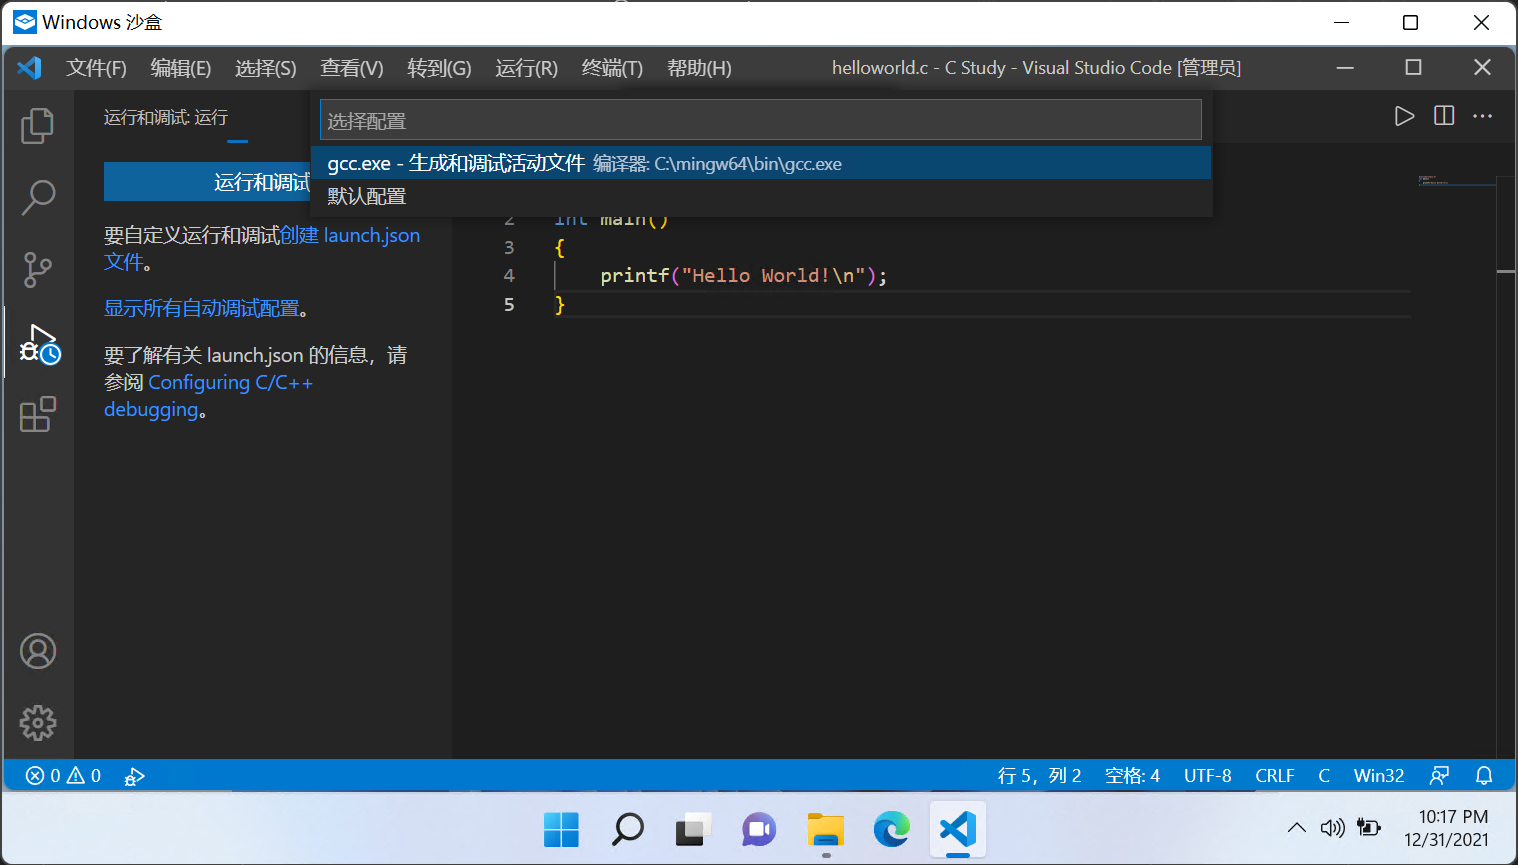 Windows 沙盒
文件(F) 编辑(E) 选择(S) 查看(V) 转到(G) 运行(R) 终端(T) 帮助(H) helloworld.c - C Study - Visual Studio Code [管理员]
运行和调试: 运行
选择配置
gcc.exe - 生成和调试活动文件 编译器: C:\mingw64\bin\gcc.exe
默认配置
运行和调试
要自定义运行和调试创建 launch.json
文件。
显示所有自动调试配置。
要了解有关 launch.json 的信息，请
参阅 Configuring C/C++
debugging。
2 int main()
3 {
4 printf("Hello World!\n");
5 }
0 0 行 5，列 2 空格: 4 UTF-8 CRLF C Win32
10:17 PM
12/31/2021